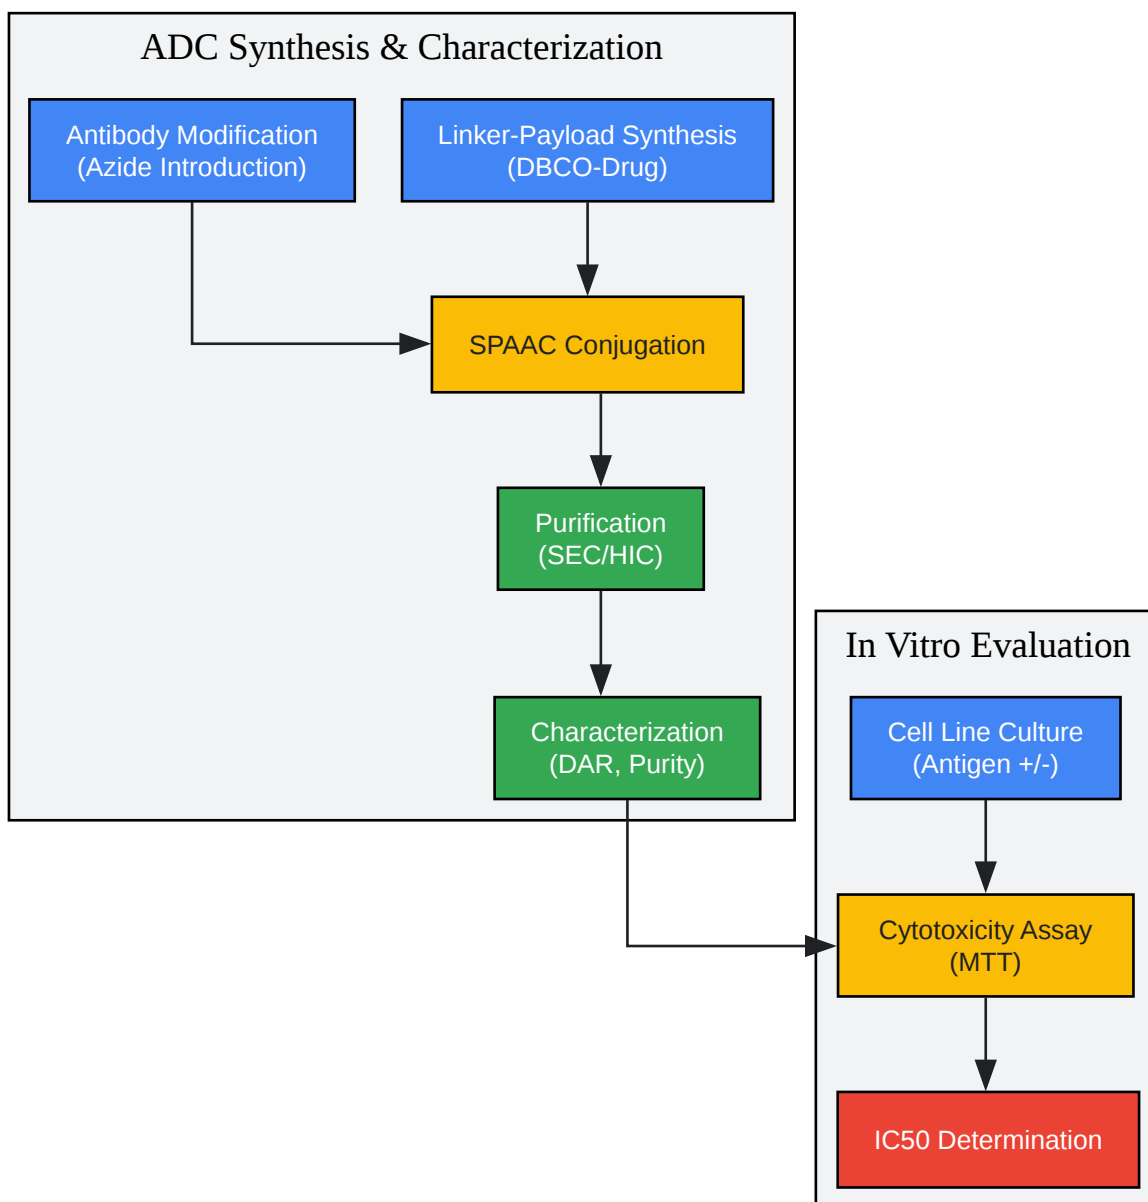 ADC Synthesis & Characterization
Antibody Modification
(Azide Introduction)
Linker-Payload Synthesis
(DBCO-Drug)
SPAAC Conjugation
Purification
(SEC/HIC)
Characterization
(DAR, Purity)
In Vitro Evaluation
Cell Line Culture
(Antigen +/-)
Cytotoxicity Assay
(MTT)
IC50 Determination